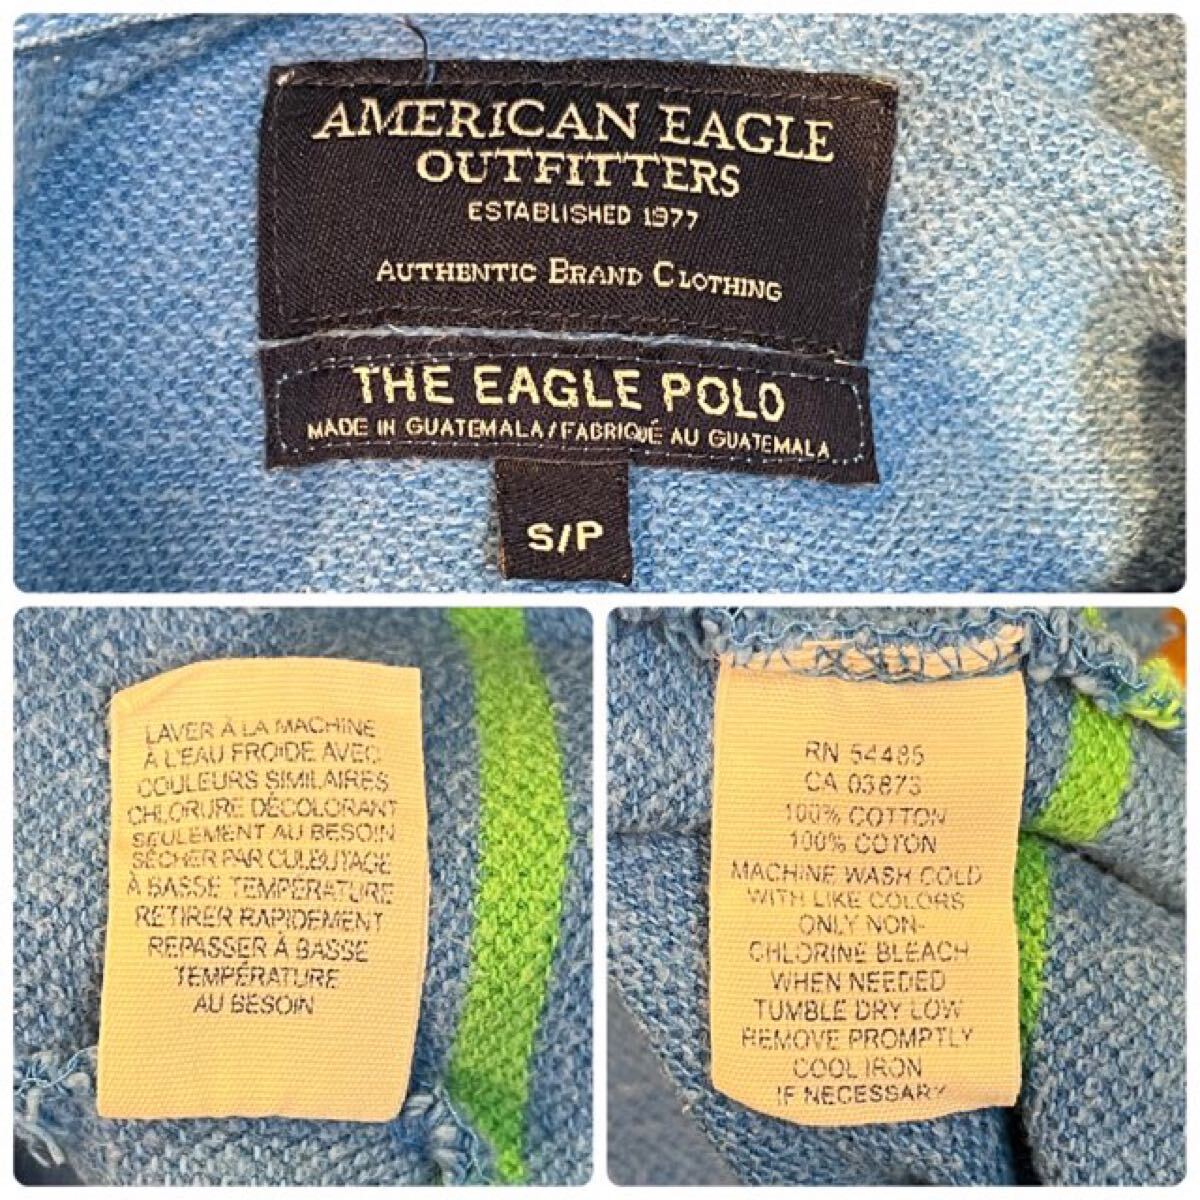 AMERICAN EAGLE
OUTFITTERS
ESTABLISHED 1977
AUTHENTIC BRAND CLOTHING
THE EAGLE POLO
MADE IN GUATEMALA/FABRIQUÉ AU GUATEMALA
S/P
LAVER À LA MACHINE
À L'EAU FROIDE AVEC
COULEURS SIMILAIRES
CHLORURE DÉCOLORANT
SEULEMENT AU BESOIN
SÉCHER PAR CULBUTAGE
À BASSE TEMPÉRATURE
RETIRER RAPIDEMENT
REPASSER À BASSE
TEMPÉRATURE
AU BESOIN
RN 54485
CA 03873
100% COTTON
100% COTON
MACHINE WASH COLD
WITH LIKE COLORS
ONLY NON-
CHLORINE BLEACH
WHEN NEEDED
TUMBLE DRY LOW
REMOVE PROMPTLY
COOL IRON
IF NECESSARY